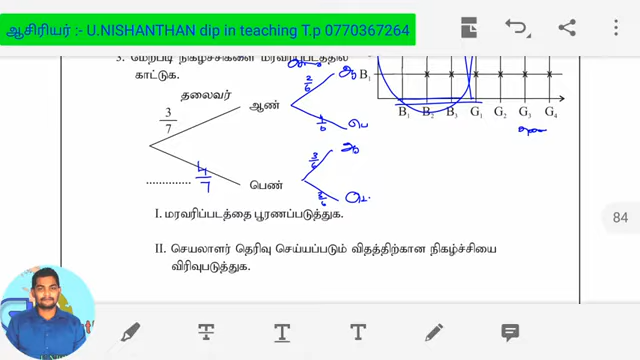 ஆசிரியர் :- U.NISHANTHAN dip in teaching T.p 0770367264
3. மேற்படி நிகழ்ச்சிகளை மரவரிப்படத்தில்
காட்டுக.
தலைவர்
3/7
ஆண்
2/6
ஆ
பெ
4/7
பெண்
3/6
ஆ
3/6
பெ
B1
B1 B2 B3 G1 G2 G3 G4
I. மரவரிப்படத்தை பூரணப்படுத்துக.
II. செயலாளர் தெரிவு செய்யப்படும் விதத்திற்கான நிகழ்ச்சியை
விரிவுபடுத்துக.
84